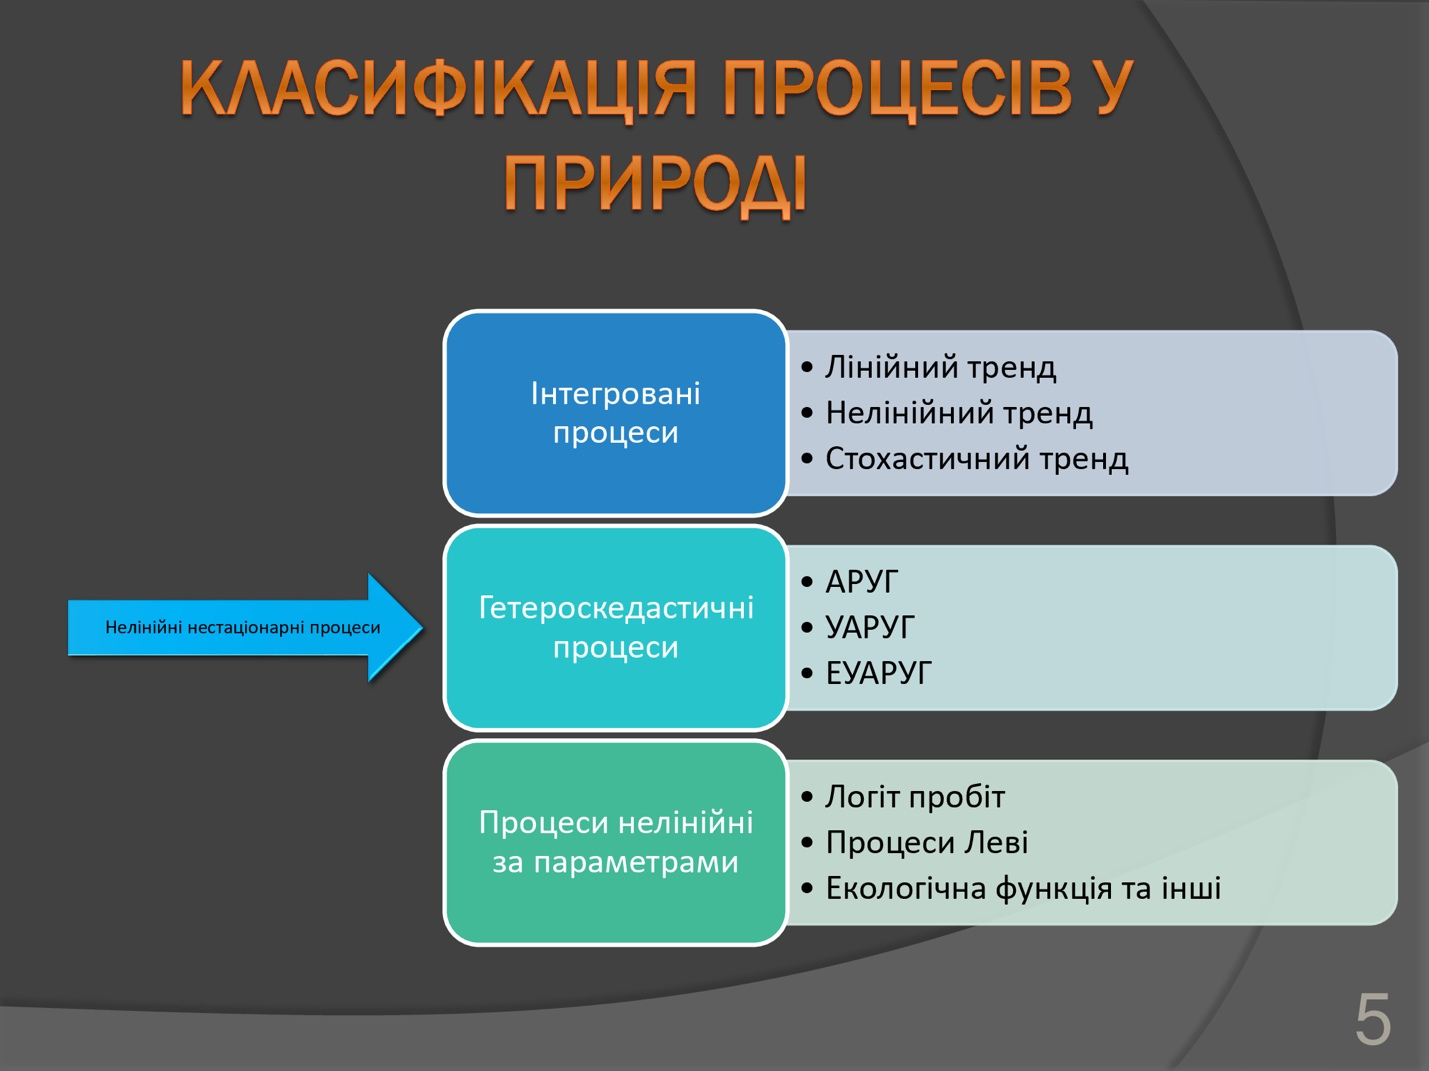 КЛАСИФІКАЦІЯ ПРОЦЕСІВ У
ПРИРОДІ
Нелінійні нестаціонарні процеси
Інтегровані
процеси
• Лінійний тренд
• Нелінійний тренд
• Стохастичний тренд
Гетероскедастичні
процеси
• АРУГ
• УАРУГ
• ЕУАРУГ
Процеси нелінійні
за параметрами
• Логіт пробіт
• Процеси Леві
• Екологічна функція та інші
5